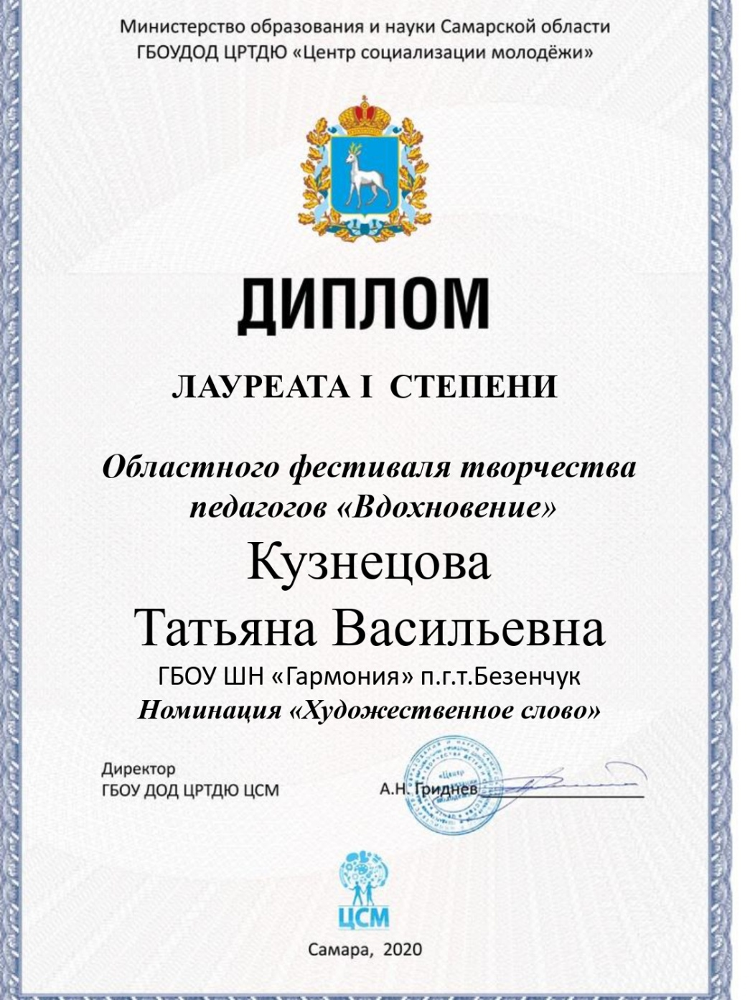 Министерство образования и науки Самарской области
ГБОУДОД ЦРТДЮ «Центр социализации молодёжи»
ДИПЛОМ
ЛАУРЕАТА I СТЕПЕНИ
Областного фестиваля творчества
педагогов «Вдохновение»
Кузнецова
Татьяна Васильевна
ГБОУ ШН «Гармония» п.г.т.Безенчук
Номинация «Художественное слово»
Директор
ГБОУ ДОД ЦРТДЮ ЦСМ
А.Н. Гриднев
«Центр
ЦСМ
Самара, 2020